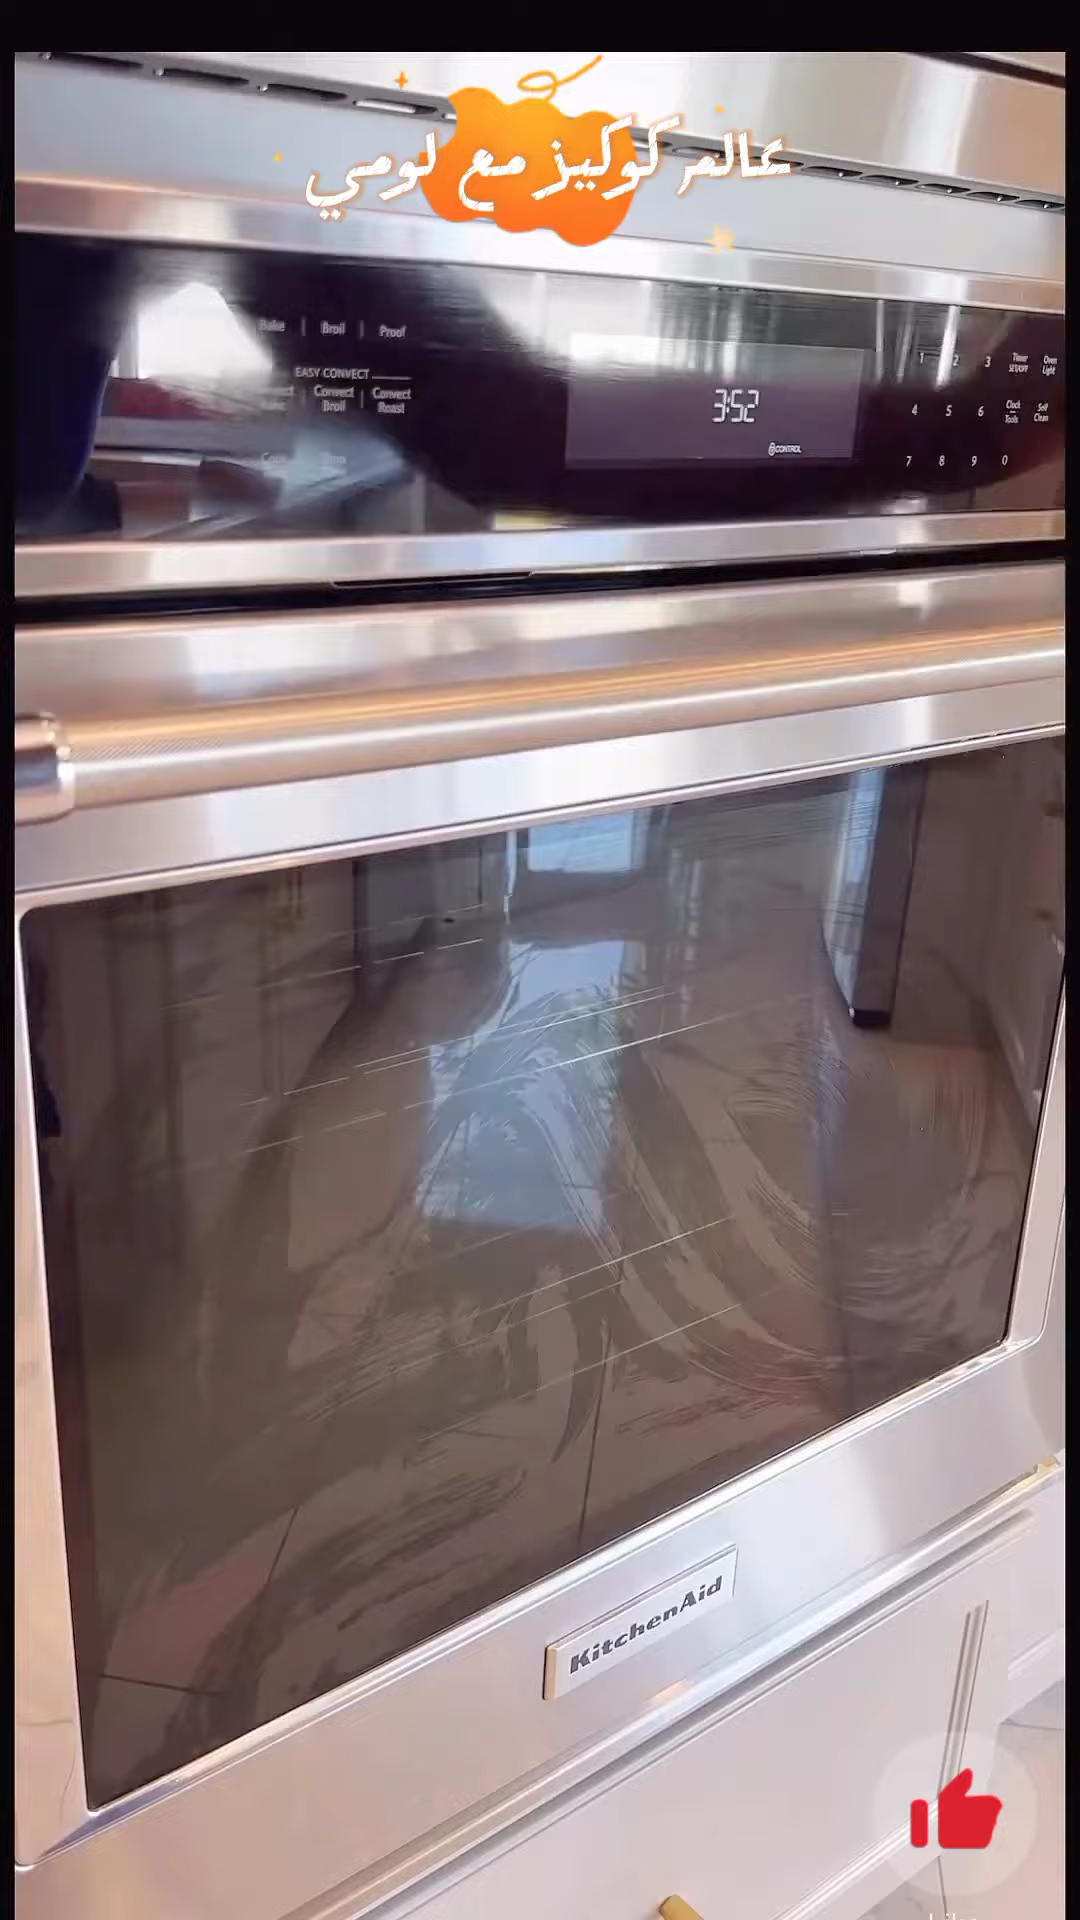 عالم كوكيز مع لومي
Bake | Broil | Proof
EASY CONVECT
Convect Broil | Convect Roast
3:52
CONTROL
1 2 3 Timer SET/OFF Oven Light
4 5 6 Clock Tools Self Clean
7 8 9 0
KitchenAid